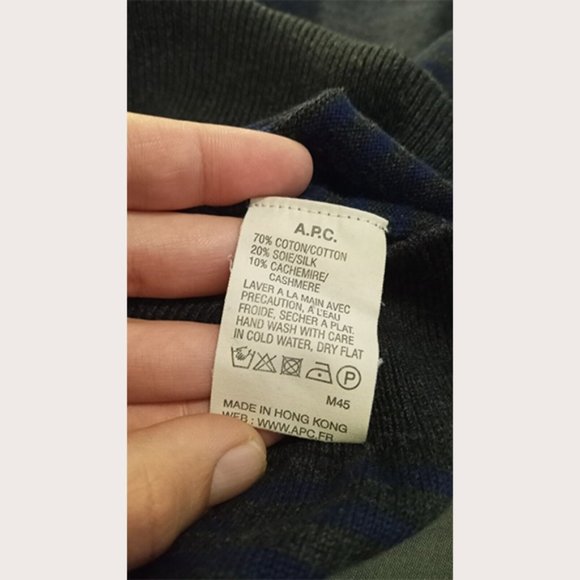 A.P.C.
70% COTON/COTTON
20% SOIE/SILK
10% CACHEMIRE/
CASHMERE
LAVER A LA MAIN AVEC
PRECAUTION, A L'EAU
FROIDE, SECHER A PLAT.
HAND WASH WITH CARE
IN COLD WATER, DRY FLAT
P
M45
MADE IN HONG KONG
WEB : WWW.APC.FR